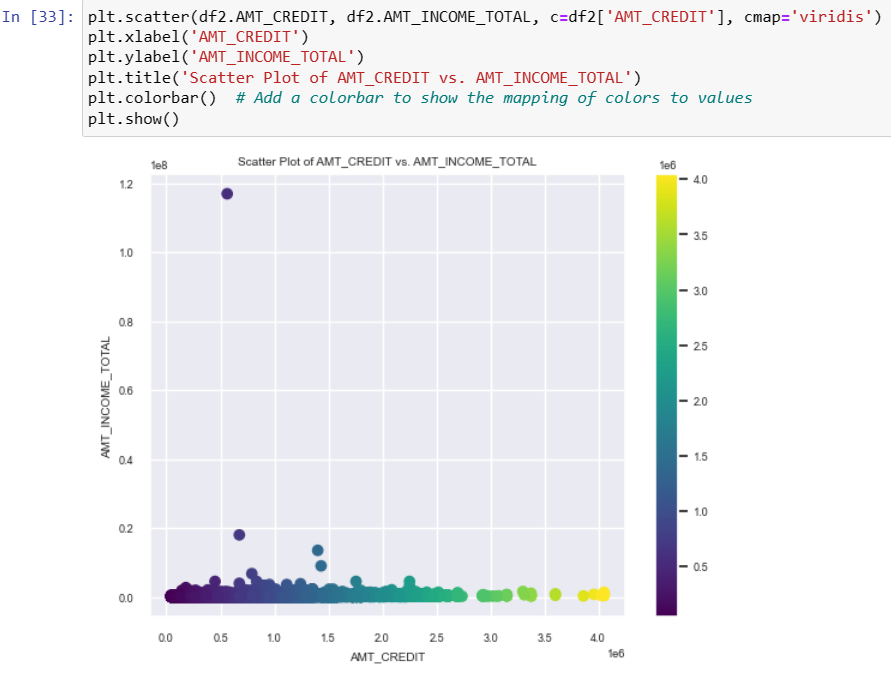 In [33]: plt.scatter(df2.AMT_CREDIT, df2.AMT_INCOME_TOTAL, c=df2['AMT_CREDIT'], cmap='viridis')
plt.xlabel('AMT_CREDIT')
plt.ylabel('AMT_INCOME_TOTAL')
plt.title('Scatter Plot of AMT_CREDIT vs. AMT_INCOME_TOTAL')
plt.colorbar()  # Add a colorbar to show the mapping of colors to values
plt.show()
1e8
Scatter Plot of AMT_CREDIT vs. AMT_INCOME_TOTAL
1e6
AMT_INCOME_TOTAL
1.2
1.0
0.8
0.6
0.4
0.2
0.0
0.0 0.5 1.0 1.5 2.0 2.5 3.0 3.5 4.0
1e6
AMT_CREDIT
4.0
3.5
3.0
2.5
2.0
1.5
1.0
0.5